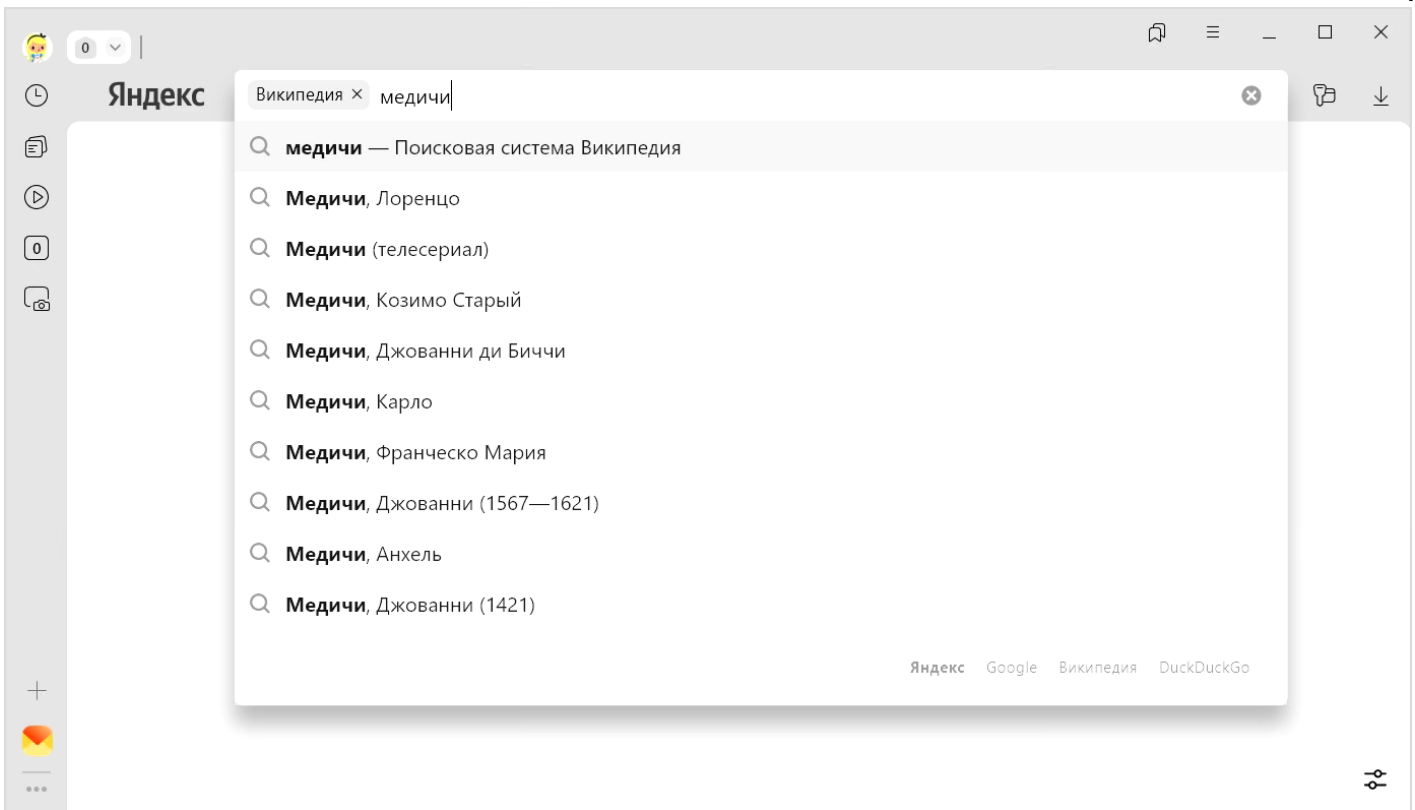 0
Яндекс
Википедия × медичи
медичи — Поисковая система Википедия
Медичи, Лоренцо
Медичи (телесериал)
0
Медичи, Козимо Старый
Медичи, Джованни ди Биччи
Медичи, Карло
Медичи, Франческо Мария
Медичи, Джованни (1567—1621)
Медичи, Анхель
Медичи, Джованни (1421)
Яндекс Google Википедия DuckDuckGo